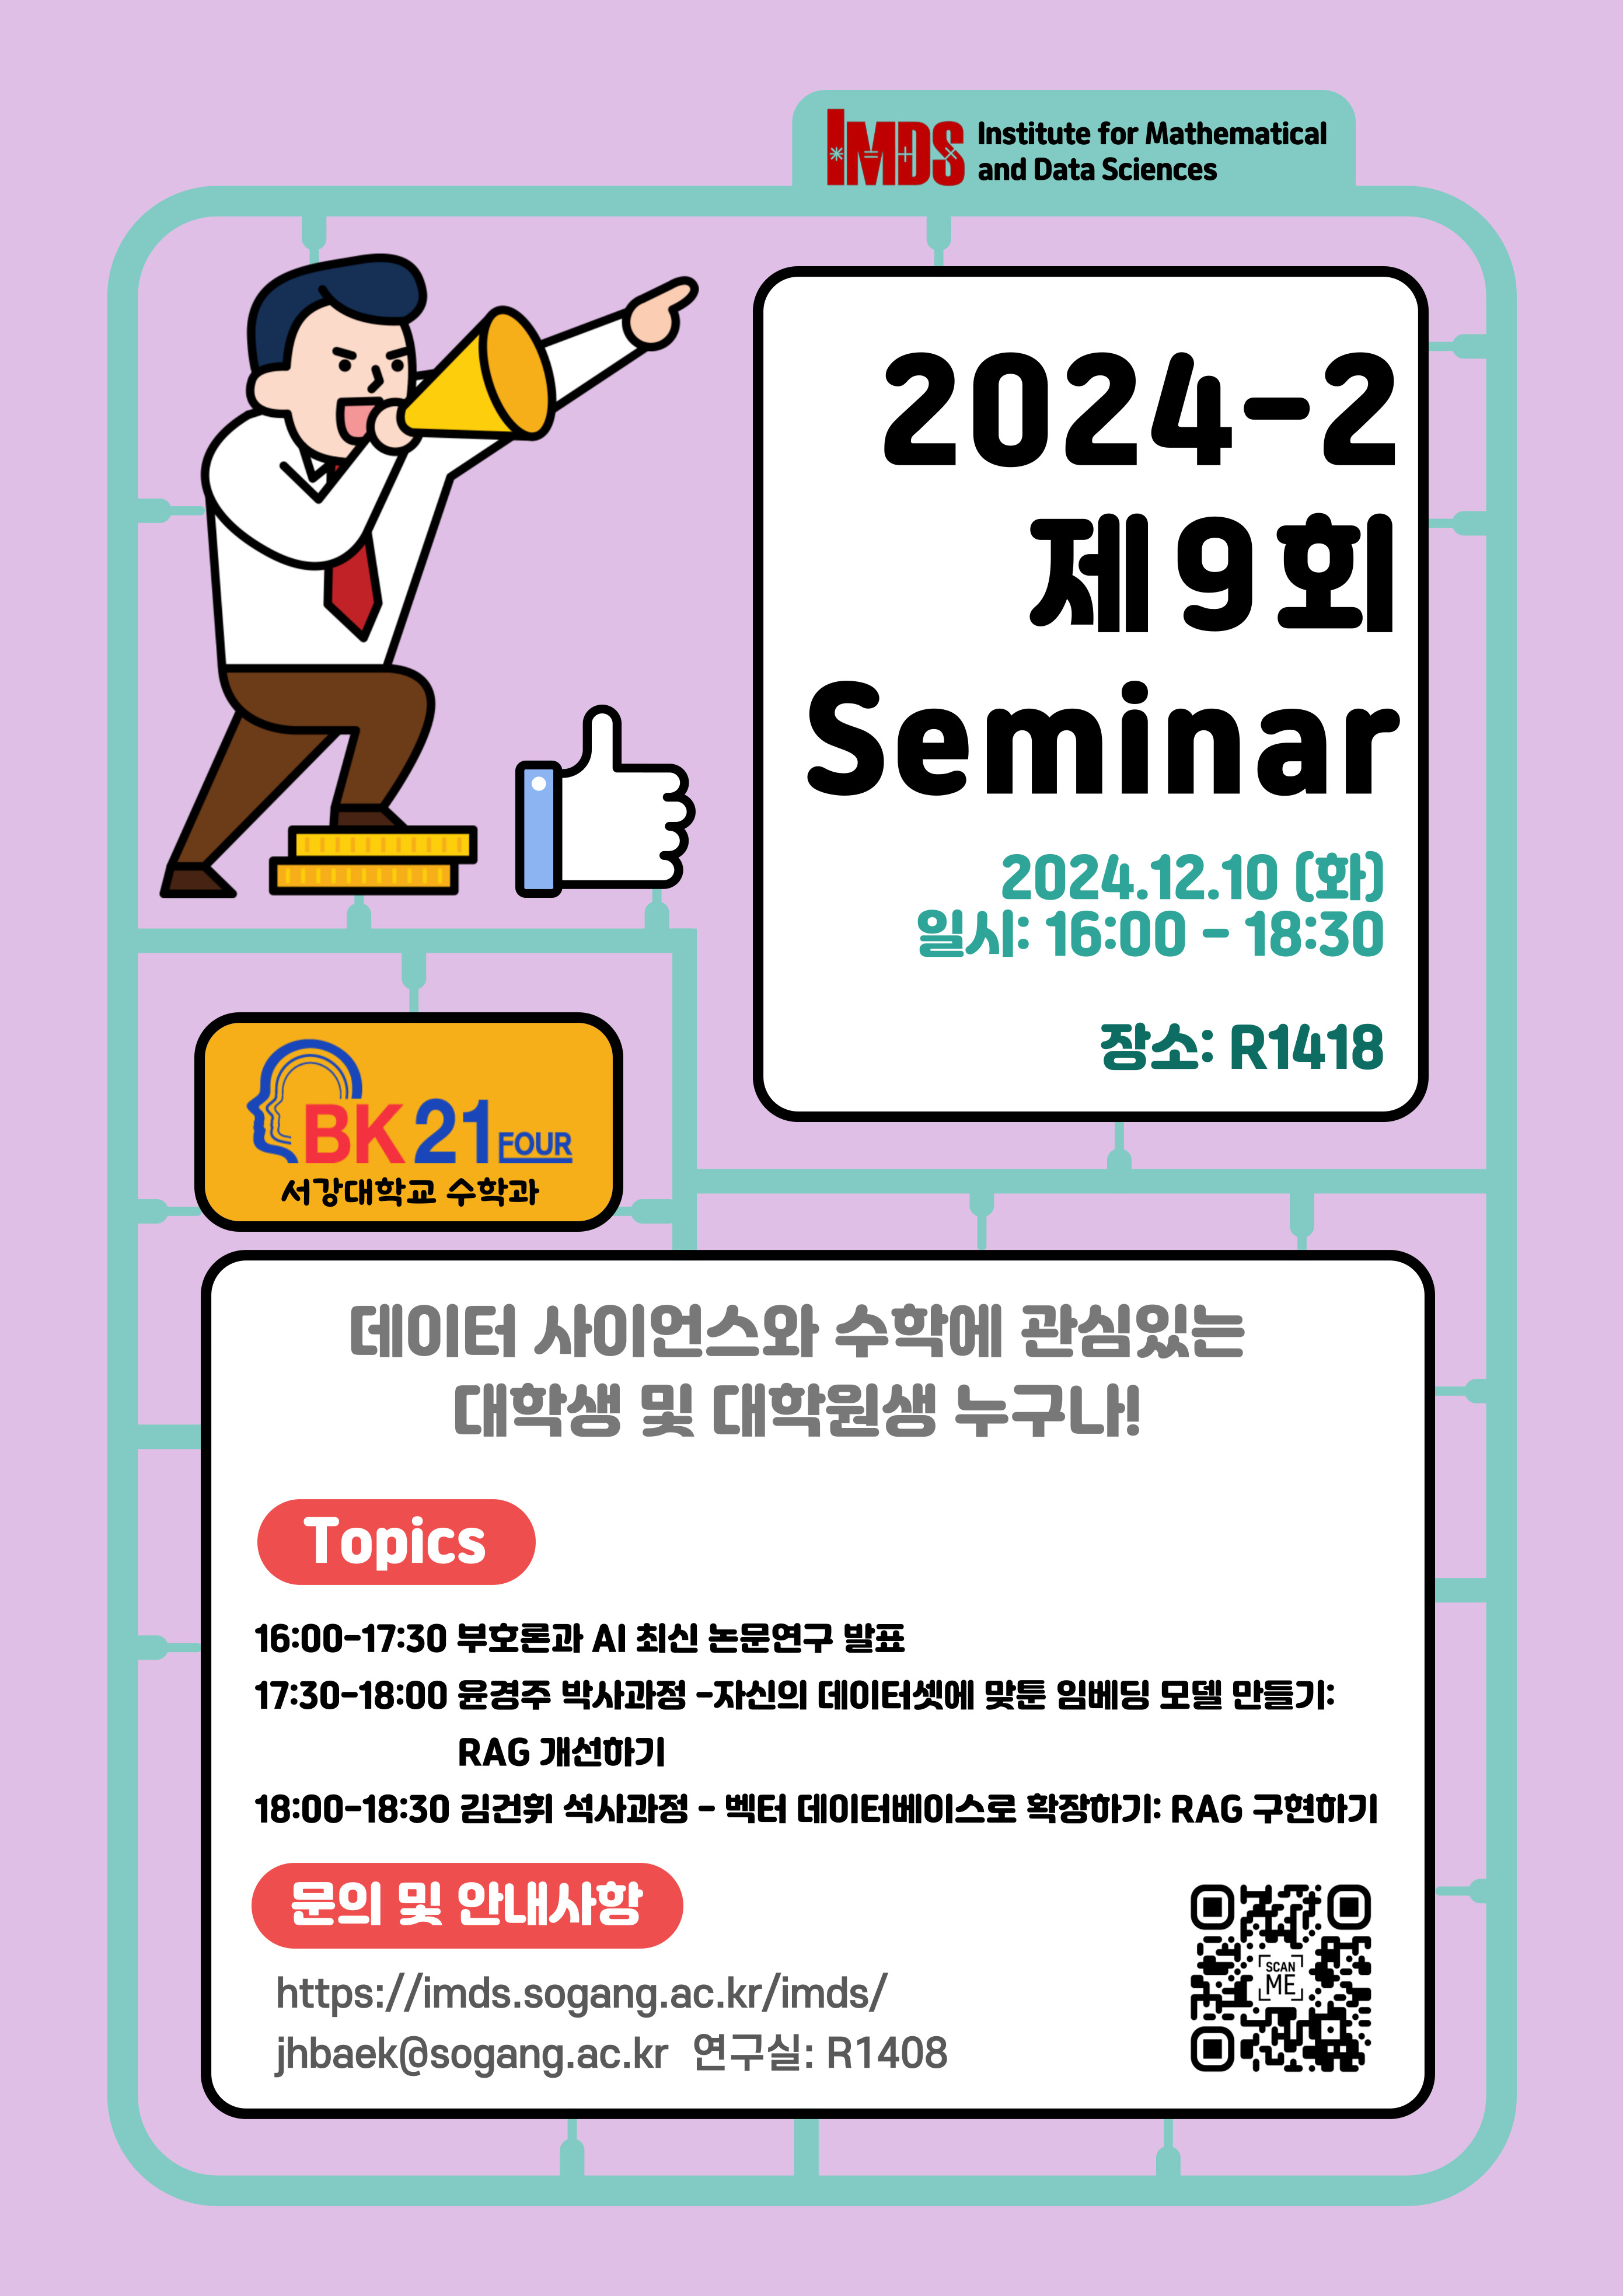 IMDS
Institute for Mathematical
and Data Sciences
2024-2
제9회
Seminar
2024.12.10 (화)
일시: 16:00 - 18:30
장소: R1418
BK 21 FOUR
서강대학교 수학과
데이터 사이언스와 수학에 관심있는
대학생 및 대학원생 누구나!
Topics
16:00-17:30 부호론과 AI 최신 논문연구 발표
17:30-18:00 윤경주 박사과정 -자신의 데이터셋에 맞툰 임베딩 모델 만들기:
RAG 개선하기
18:00-18:30 김건휘 석사과정 - 벡터 데이터베이스로 확장하기: RAG 구현하기
문의 및 안내사항
https://imds.sogang.ac.kr/imds/
jhbaek@sogang.ac.kr 연구실: R1408
SCAN
ME